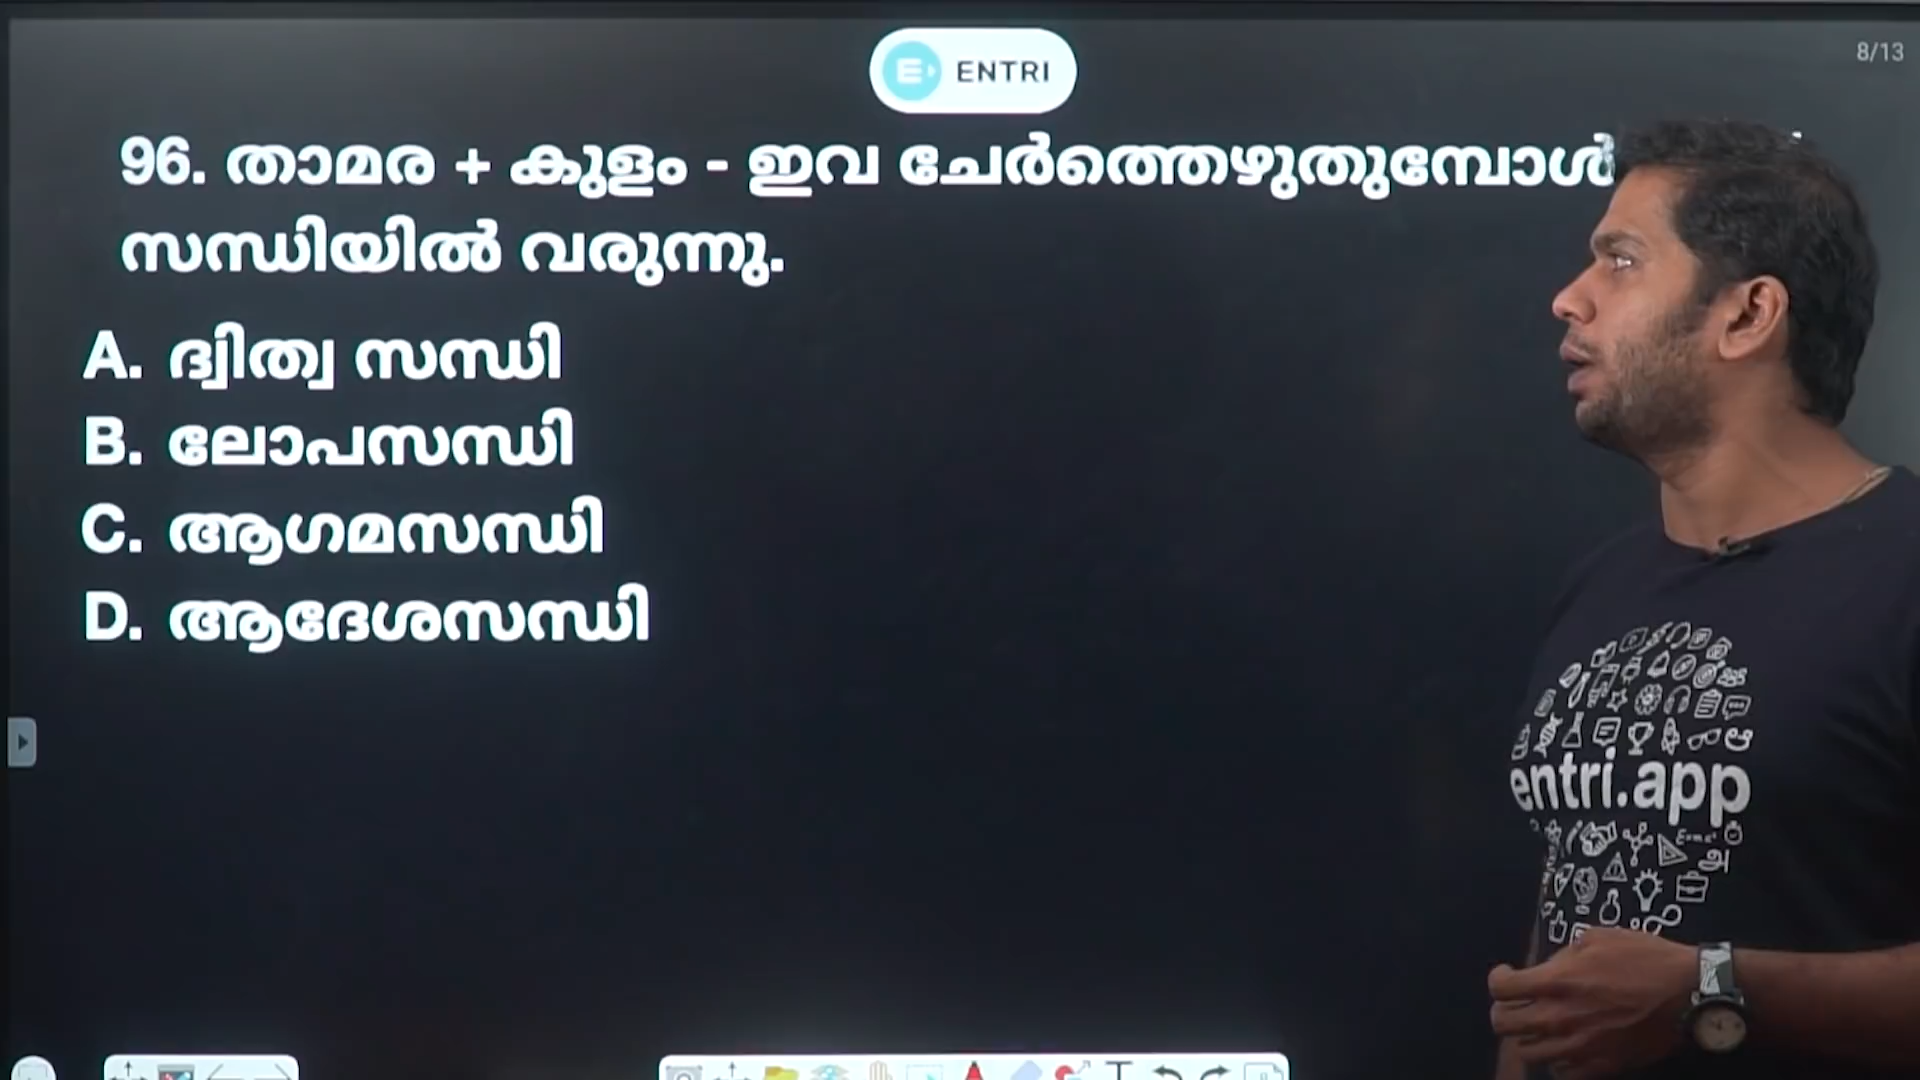 ENTRI
8/13
96. താമര + കുളം - ഇവ ചേർത്തെഴുതുമ്പോൾ
സന്ധിയിൽ വരുന്നു.
A. ദ്വിത്വ സന്ധി
B. ലോപസന്ധി
C. ആഗമസന്ധി
D. ആദേശസന്ധി
entri.app